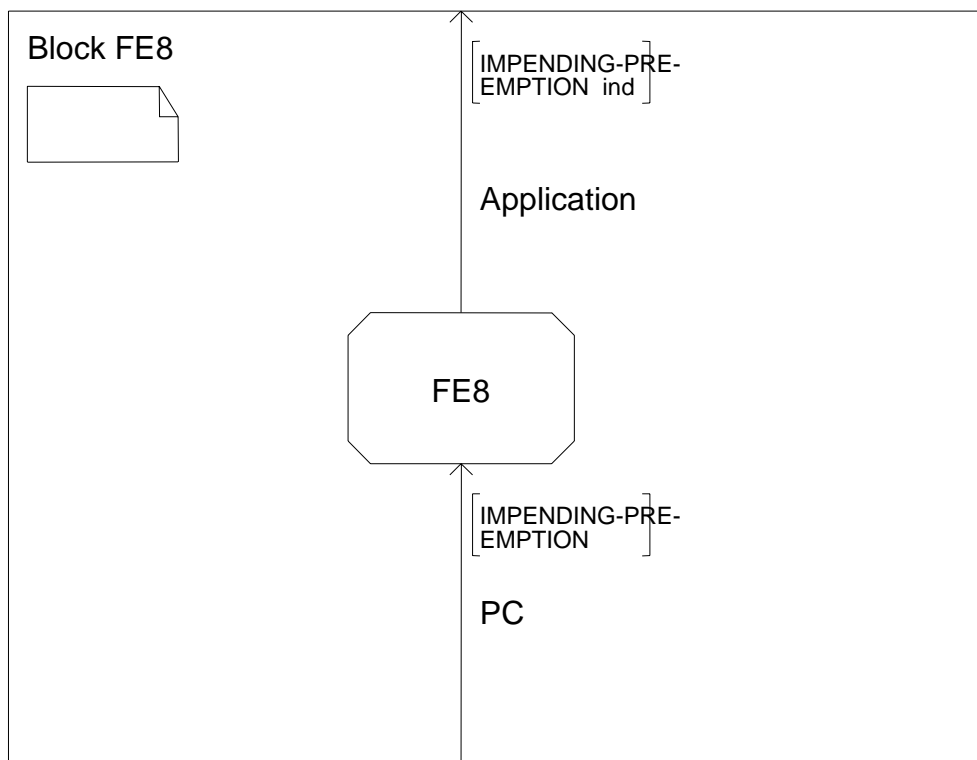 Block FE8
IMPENDING-PRE-
EMPTION ind
Application
FE8
IMPENDING-PRE-
EMPTION
PC